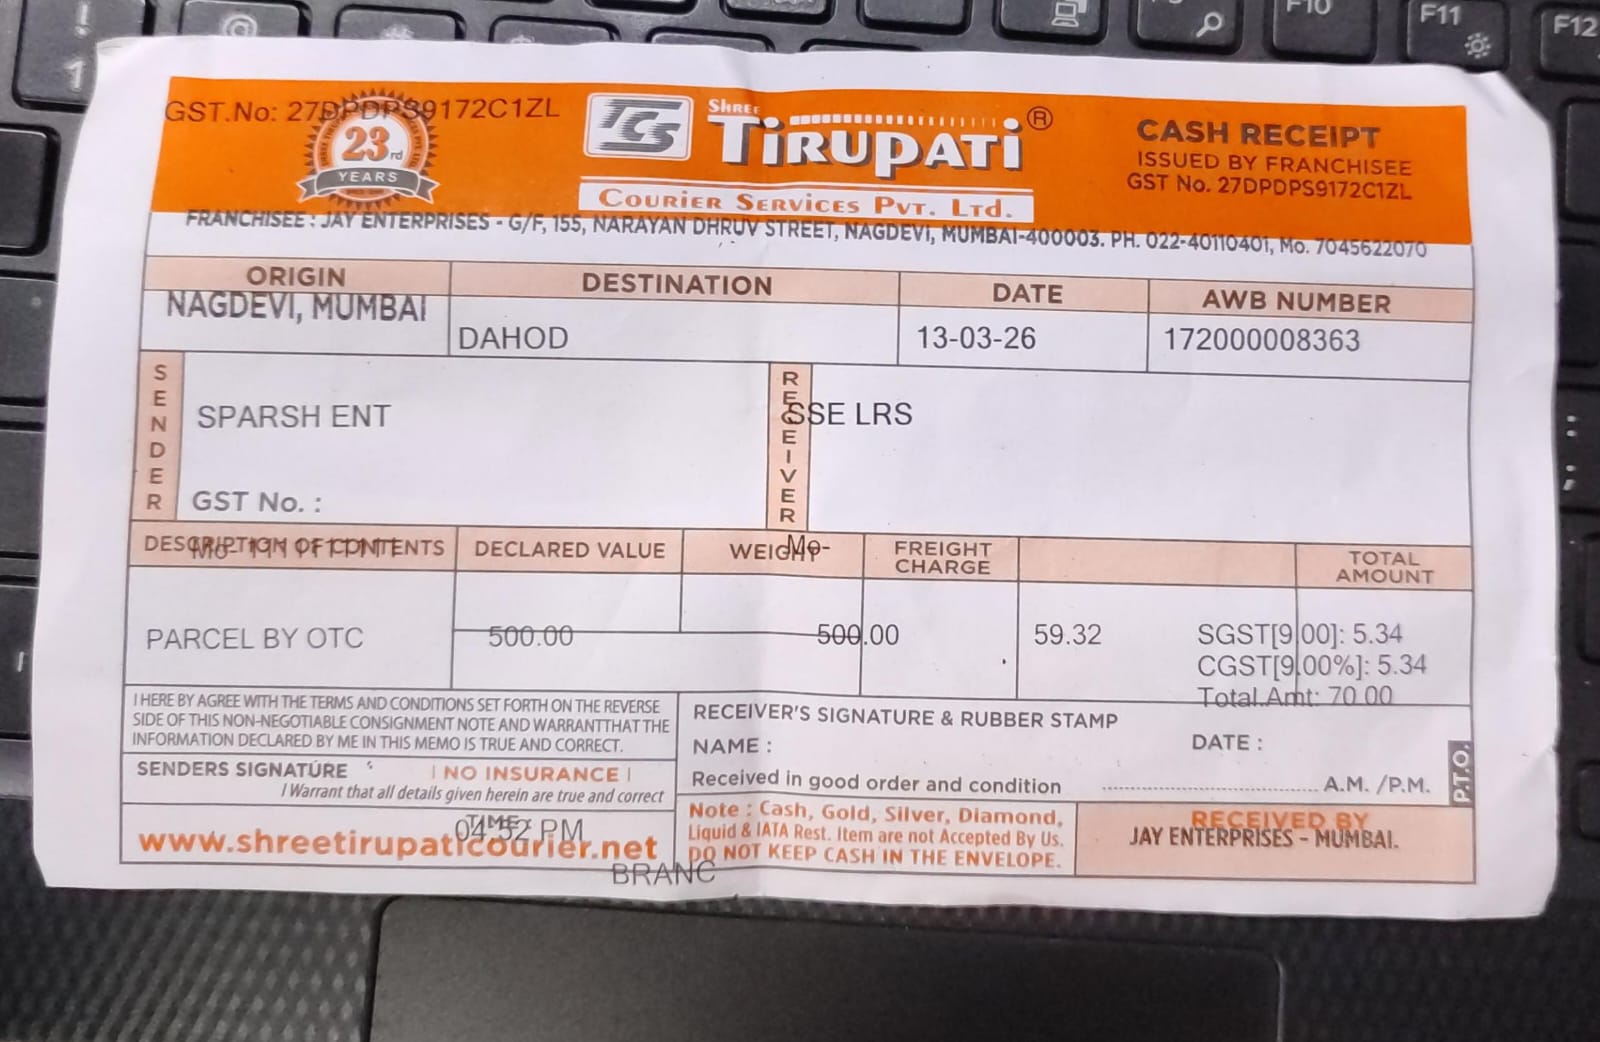 GST.No: 27DPDPS9172C1ZL
23rd
YEARS
TCS
SHREE
TIRUPATI ®
COURIER SERVICES PVT. LTD.
CASH RECEIPT
ISSUED BY FRANCHISEE
GST No. 27DPDPS9172C1ZL
FRANCHISEE : JAY ENTERPRISES - G/F, 155, NARAYAN DHRUV STREET, NAGDEVI, MUMBAI-400003. PH. 022-40110401, Mo. 7045622070
ORIGIN DESTINATION DATE AWB NUMBER
NAGDEVI, MUMBAI DAHOD 13-03-26 172000008363
SENDER
SPARSH ENT
GST No. :
RECEIVER
SSE LRS
Mo- Mo-
DESCRIPTION OF CONTENTS DECLARED VALUE WEIGHT FREIGHT CHARGE TOTAL AMOUNT
PARCEL BY OTC 500.00 500.00 59.32 SGST[9.00]: 5.34
CGST[9.00%]: 5.34
Total.Amt: 70.00
I HERE BY AGREE WITH THE TERMS AND CONDITIONS SET FORTH ON THE REVERSE
SIDE OF THIS NON-NEGOTIABLE CONSIGNMENT NOTE AND WARRANTTHAT THE
INFORMATION DECLARED BY ME IN THIS MEMO IS TRUE AND CORRECT.
SENDERS SIGNATURE | NO INSURANCE |
I Warrant that all details given herein are true and correct
TIME :
04:52 PM
www.shreetirupaticourier.net
BRANC
RECEIVER'S SIGNATURE & RUBBER STAMP
NAME : DATE :
Received in good order and condition ........................ A.M. /P.M.
P.T.O.
Note : Cash, Gold, Silver, Diamond,
Liquid & IATA Rest. Item are not Accepted By Us.
DO NOT KEEP CASH IN THE ENVELOPE.
RECEIVED BY
JAY ENTERPRISES - MUMBAI.
F10
F11
F12